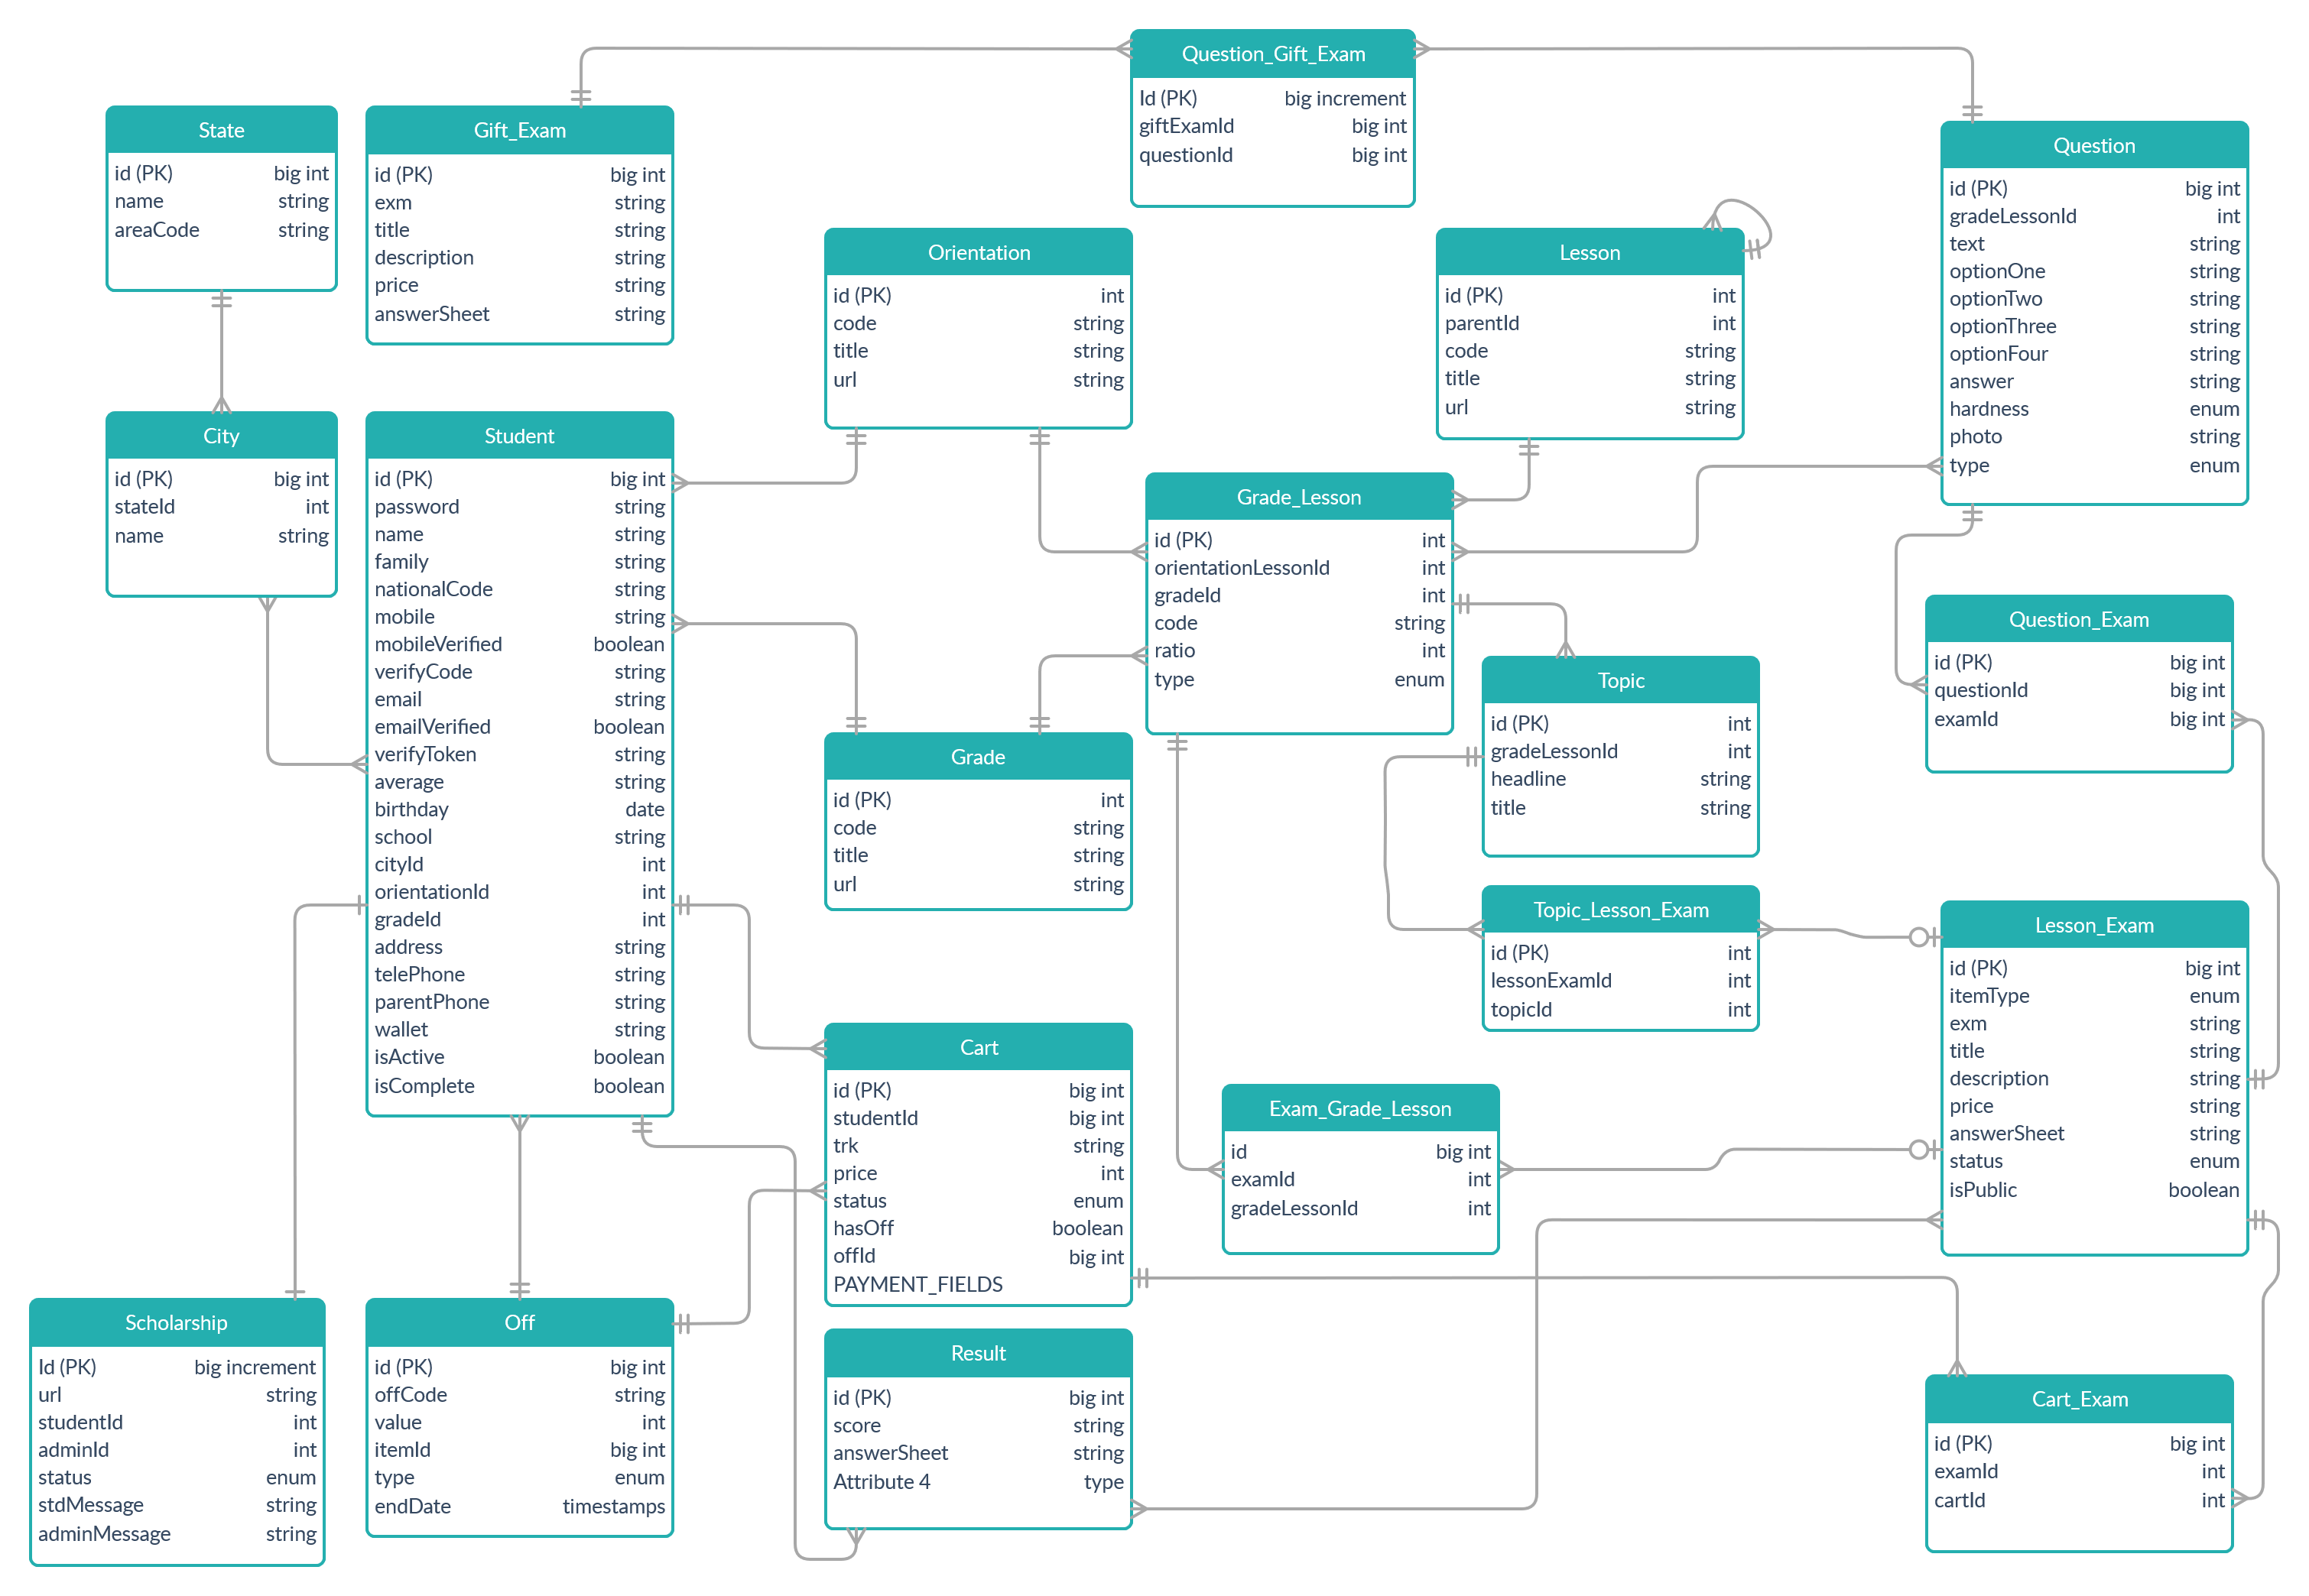 Question_Gift_Exam
Id (PK) big increment
giftExamId big int
questionId big int
State
id (PK) big int
name string
areaCode string
Gift_Exam
id (PK) big int
exm string
title string
description string
price string
answerSheet string
Question
id (PK) big int
gradeLessonId int
text string
optionOne string
optionTwo string
optionThree string
optionFour string
answer string
hardness enum
photo string
type enum
Orientation
id (PK) int
code string
title string
url string
Lesson
id (PK) int
parentId int
code string
title string
url string
City
id (PK) big int
stateId int
name string
Student
id (PK) big int
password string
name string
family string
nationalCode string
mobile string
mobileVerified boolean
verifyCode string
email string
emailVerified boolean
verifyToken string
average string
birthday date
school string
cityId int
orientationId int
gradeId int
address string
telePhone string
parentPhone string
wallet string
isActive boolean
isComplete boolean
Grade_Lesson
id (PK) int
orientationLessonId int
gradeId int
code string
ratio int
type enum
Question_Exam
id (PK) big int
questionId big int
examId big int
Topic
id (PK) int
gradeLessonId int
headline string
title string
Grade
id (PK) int
code string
title string
url string
Topic_Lesson_Exam
id (PK) int
lessonExamId int
topicId int
Lesson_Exam
id (PK) big int
itemType enum
exm string
title string
description string
price string
answerSheet string
status enum
isPublic boolean
Cart
id (PK) big int
studentId big int
trk string
price int
status enum
hasOff boolean
offId big int
PAYMENT_FIELDS
Exam_Grade_Lesson
id big int
examId int
gradeLessonId int
Scholarship
Id (PK) big increment
url string
studentId int
adminId int
status enum
stdMessage string
adminMessage string
Off
id (PK) big int
offCode string
value int
itemId big int
type enum
endDate timestamps
Result
id (PK) big int
score string
answerSheet string
Attribute 4 type
Cart_Exam
id (PK) big int
examId int
cartId int